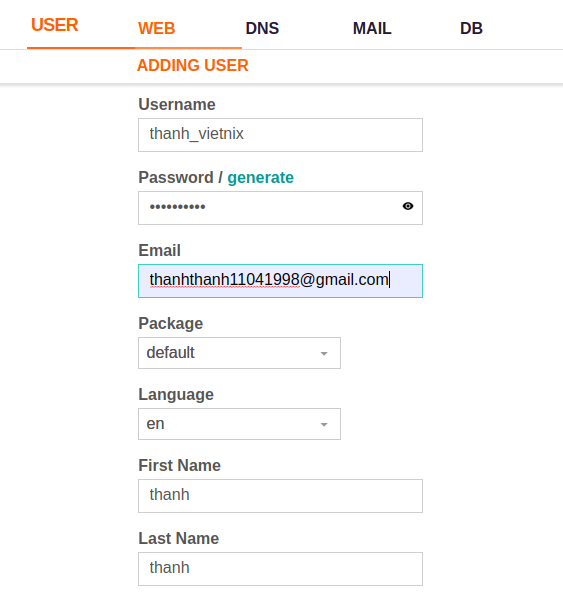 USER WEB DNS MAIL DB
ADDING USER
Username
thanh_vietnix
Password / generate
••••••••••
Email
thanhthanh11041998@gmail.com
Package
default
Language
en
First Name
thanh
Last Name
thanh